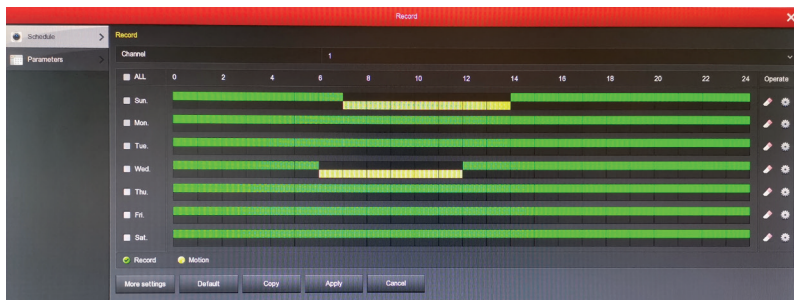 Record
Schedule
Parameters
Record
Channel 1
ALL 0 2 4 6 8 10 12 14 16 18 20 22 24 Operate
Sun.
Mon.
Tue.
Wed.
Thu.
Fri.
Sat.
Record Motion
More settings Default Copy Apply Cancel